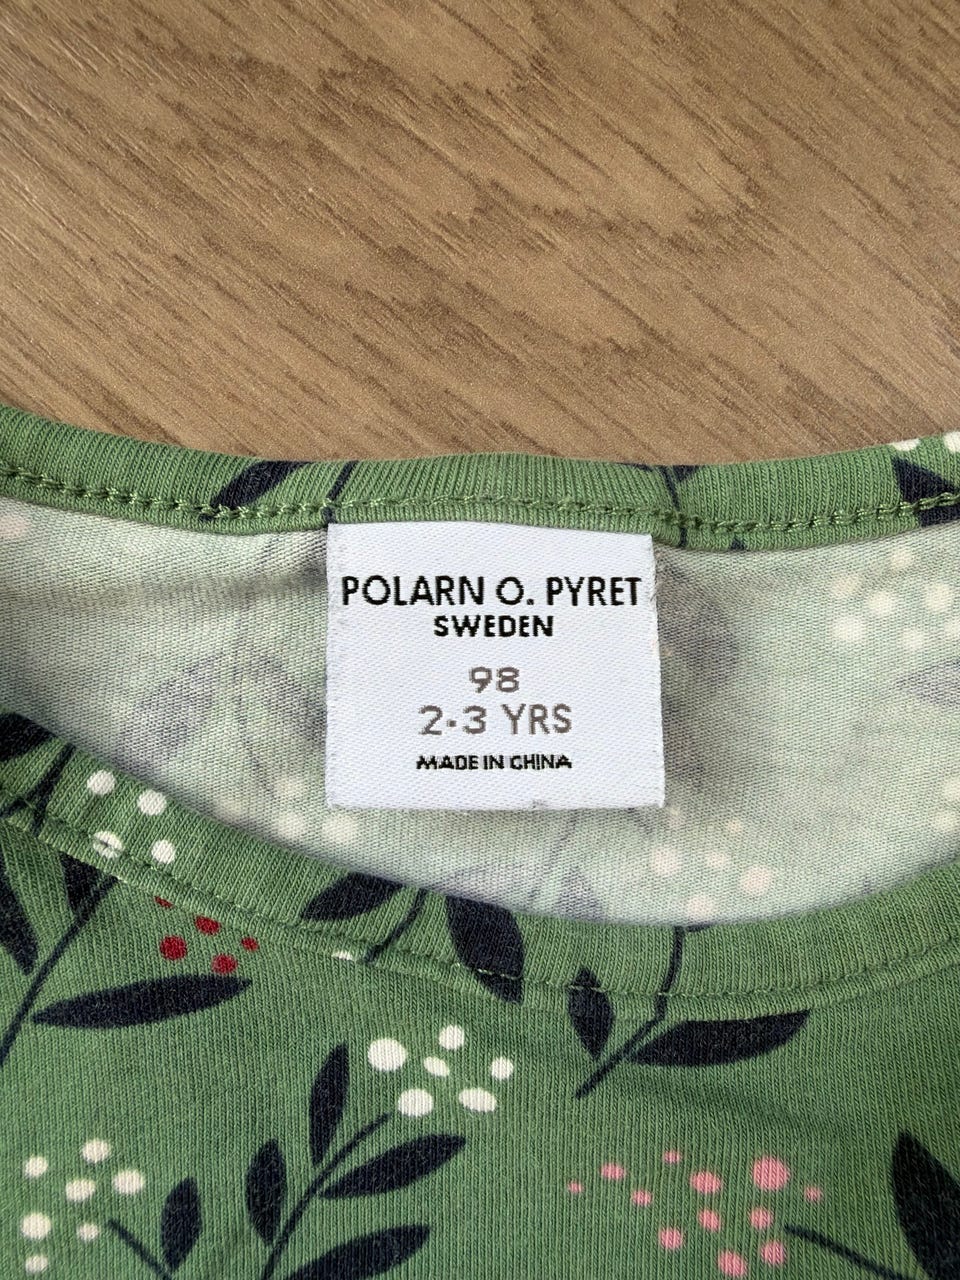 POLARN O. PYRET
SWEDEN
98
2-3 YRS
MADE IN CHINA